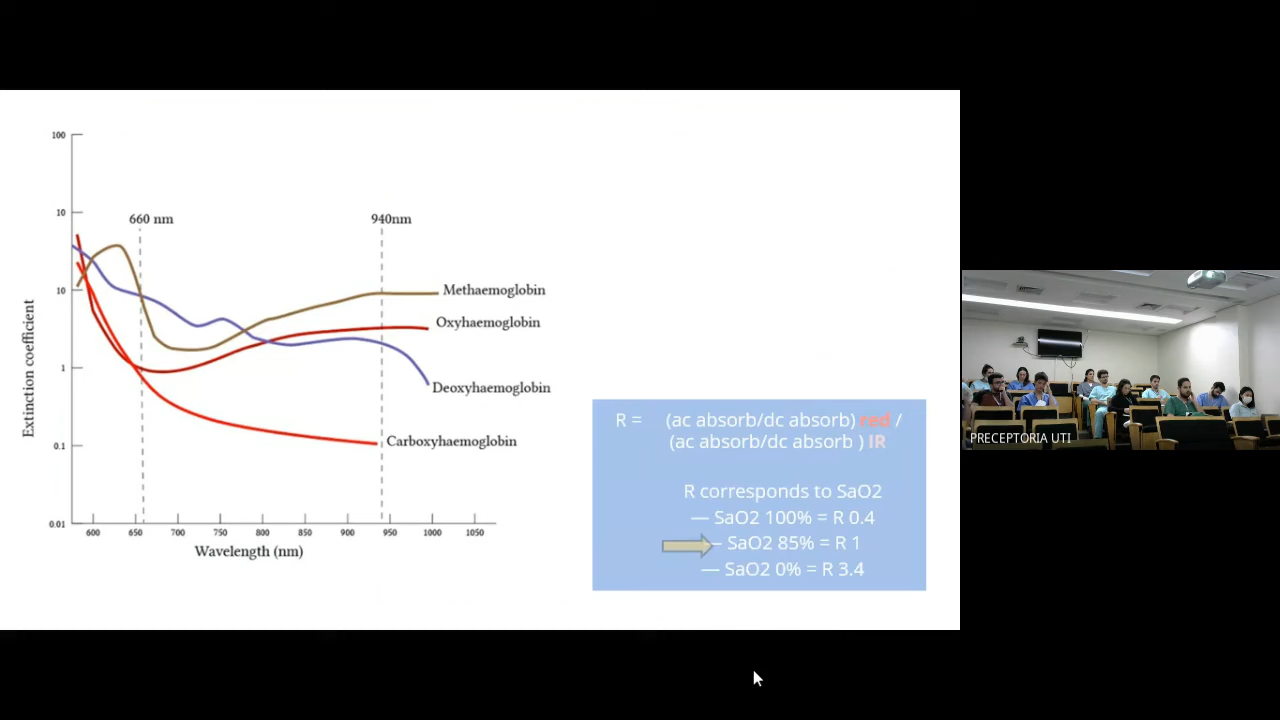 100
10
10
1
0.1
0.01
Extinction coefficient
660 nm
940nm
Methaemoglobin
Oxyhaemoglobin
Deoxyhaemoglobin
Carboxyhaemoglobin
600 650 700 750 800 850 900 950 1000 1050
Wavelength (nm)
R = (ac absorb/dc absorb) red /
(ac absorb/dc absorb ) IR
R corresponds to SaO2
— SaO2 100% = R 0.4
– SaO2 85% = R 1
— SaO2 0% = R 3.4
PRECEPTORIA UTI